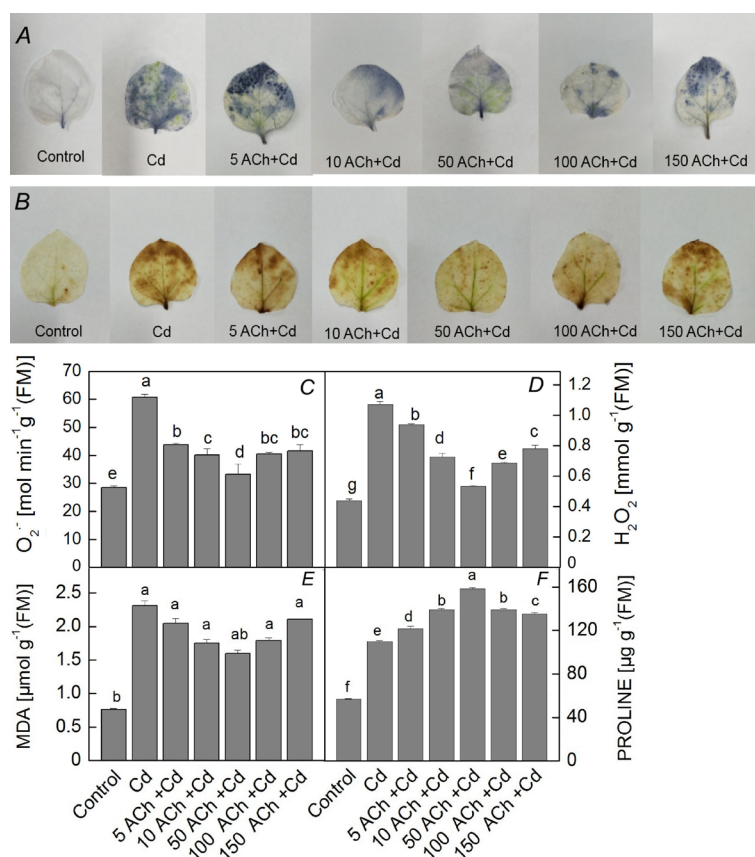 A
Control Cd 5 ACh+Cd 10 ACh+Cd 50 ACh+Cd 100 ACh+Cd 150 ACh+Cd
B
Control Cd 5 ACh+Cd 10 ACh+Cd 50 ACh+Cd 100 ACh+Cd 150 ACh+Cd
C
O₂·⁻ [mol min⁻¹g⁻¹(FM)]
70
60
50
40
30
20
10
0
e a b c d bc bc
D
H₂O₂ [mmol g⁻¹(FM)]
1.2
1.0
0.8
0.6
0.4
0.2
0
g a b d f e c
E
MDA [µmol g⁻¹(FM)]
2.5
2.0
1.5
1.0
0.5
0
b a a a ab a a
F
PROLINE [µg g⁻¹(FM)]
160
120
80
40
0
f e d b a b c
Control
Cd
5 ACh +Cd
10 ACh +Cd
50 ACh +Cd
100 ACh +Cd
150 ACh +Cd
Control
Cd
5 ACh +Cd
10 ACh +Cd
50 ACh +Cd
100 ACh +Cd
150 ACh +Cd